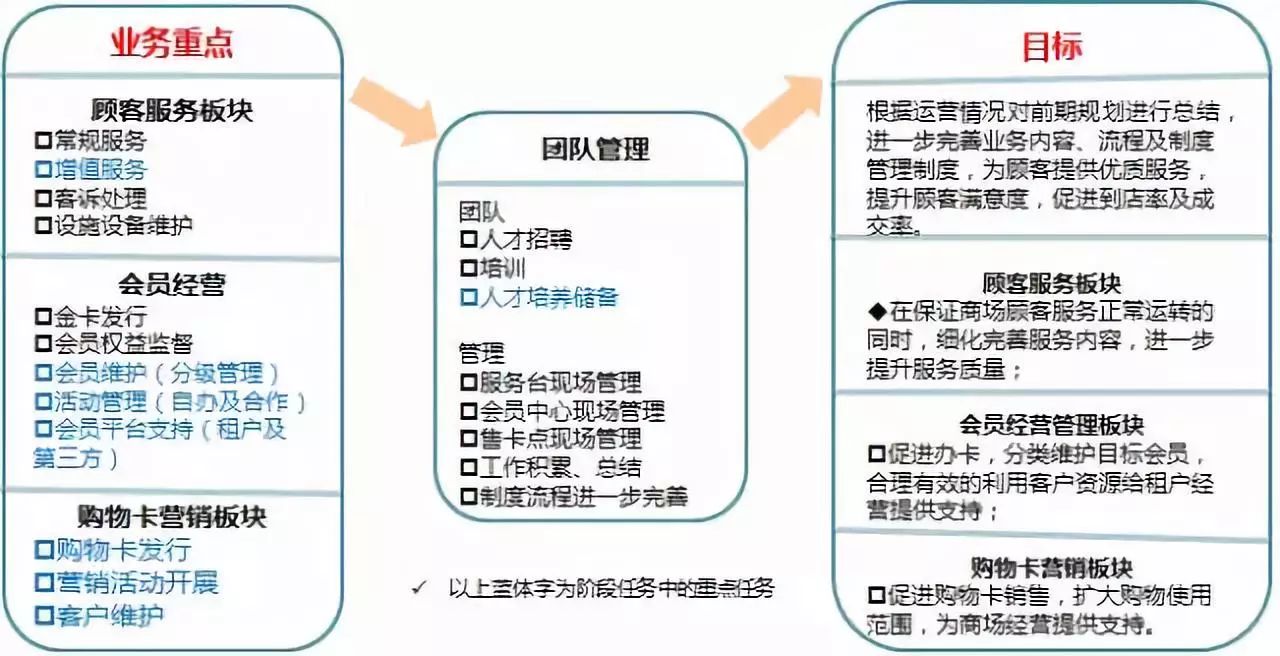 业务重点
顾客服务板块
常规服务
增值服务
客诉处理
设施设备维护
会员经营
金卡发行
会员权益监督
会员维护（分级管理）
活动管理（自办及合作）
会员平台支持（租户及
第三方）
购物卡营销板块
购物卡发行
营销活动开展
客户维护
团队管理
团队
人才招聘
培训
人才培养储备
管理
服务台现场管理
会员中心现场管理
售卡点现场管理
工作积累、总结
制度流程进一步完善
✓ 以上蓝体字为阶段任务中的重点任务
目标
根据运营情况对前期规划进行总结，
进一步完善业务内容、流程及制度
管理制度，为顾客提供优质服务，
提升顾客满意度，促进到店率及成
交率。
顾客服务板块
◆在保证商场顾客服务正常运转的
同时，细化完善服务内容，进一步
提升服务质量；
会员经营管理板块
促进办卡，分类维护目标会员，
合理有效的利用客户资源给租户经
营提供支持；
购物卡营销板块
促进购物卡销售，扩大购物使用
范围，为商场经营提供支持。